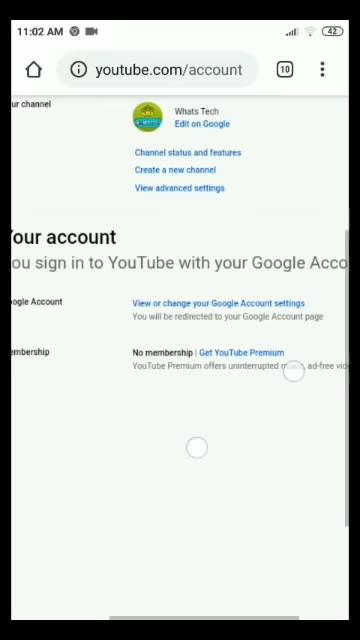 11:02 AM 42
youtube.com/account 10
ur channel
Whats Tech
Edit on Google
Channel status and features
Create a new channel
View advanced settings
Your account
ou sign in to YouTube with your Google Acco
oogle Account
View or change your Google Account settings
You will be redirected to your Google Account page
embership
No membership | Get YouTube Premium
YouTube Premium offers uninterrupted music, ad-free vide